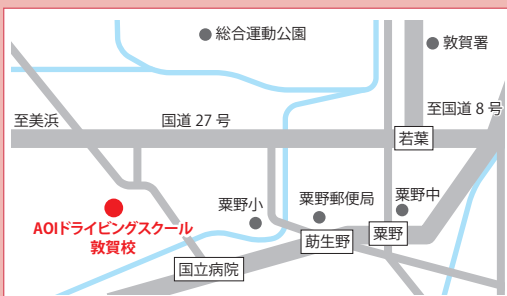 総合運動公園
敦賀署
至国道8号
至美浜
国道27号
若葉
粟野小
粟野郵便局
粟野中
AOIドライビングスクール
敦賀校
莇生野
粟野
国立病院